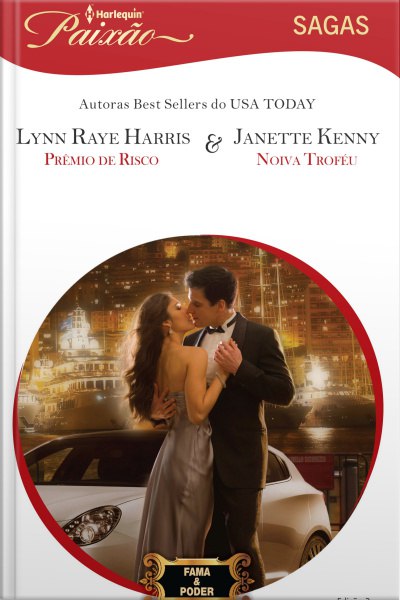 Harlequin
Paixão
SAGAS
Autoras Best Sellers do USA TODAY
LYNN RAYE HARRIS & JANETTE KENNY
PRÊMIO DE RISCO NOIVA TROFÉU
FAMA
&
PODER